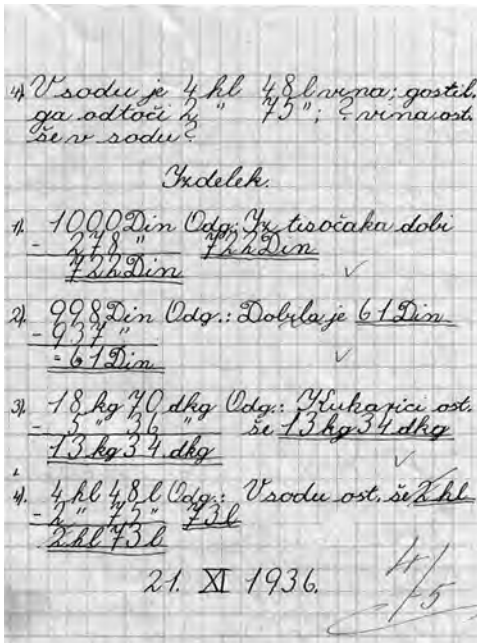 4) V sodu je 4 hl 48 l vina; gostil.
ga odtoči 2 " 75 "; ? vina ost.
še v sodu?
Izdelek.
1). 1000 Din Odg.: Iz tisočaka dobi
- 278 " 722 Din
722 Din
2). 998 Din Odg.: Dobila je 61 Din
- 937 "
= 61 Din
3). 18 kg 70 dkg Odg.: Kuharici ost.
- 5 " 36 " še 13 kg 34 dkg
13 kg 34 dkg
4). 4 hl 48 l Odg.: V sodu ost. še 2 hl
- 2 " 75 " 73 l
2 hl 73 l
21. XI 1936.
4/5